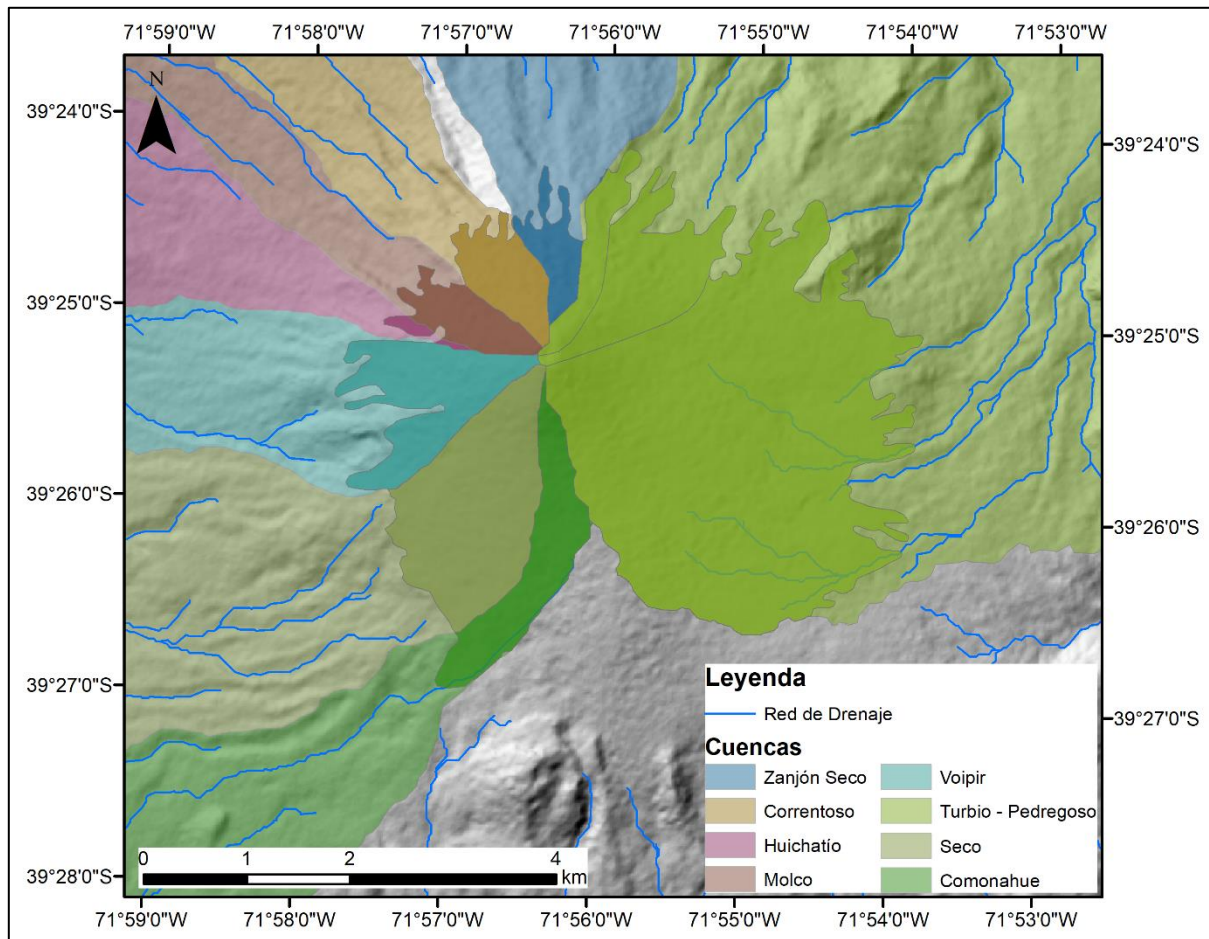 71°59'0"W 71°58'0"W 71°57'0"W 71°56'0"W 71°55'0"W 71°54'0"W 71°53'0"W
N
39°24'0"S
39°24'0"S
39°25'0"S
39°25'0"S
39°26'0"S
39°26'0"S
39°27'0"S
39°27'0"S
39°28'0"S
Leyenda
Red de Drenaje
Cuencas
Zanjón Seco Voipir
Correntoso Turbio - Pedregoso
Huichatío Seco
Molco Comonahue
0 1 2 4
km
71°59'0"W 71°58'0"W 71°57'0"W 71°56'0"W 71°55'0"W 71°54'0"W 71°53'0"W